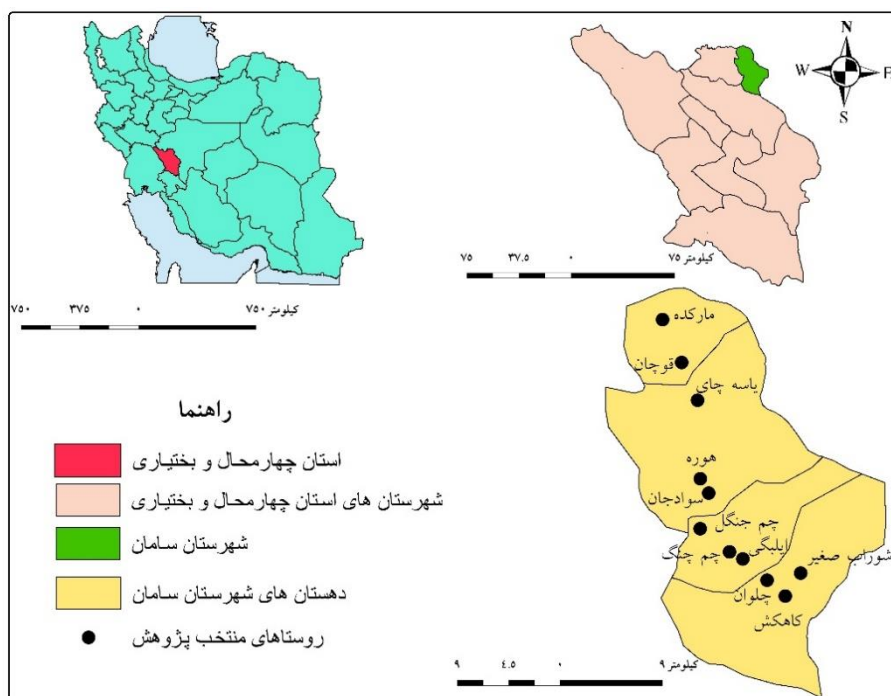 N
W
E
S
۷۵ ۳۷.۵ ۰ ۷۵ کیلومتر
۷۵۰ ۳۷۵ ۰ ۷۵۰ کیلومتر
مارکده
قوچان
یاسه چای
هوره
سوادجان
چم جنگل
ایلبگی
چم چنگ
شوراب صغیر
چلوان
کاهکش
راهنما
استان چهارمحال و بختیاری
شهرستان های استان چهارمحال و بختیاری
شهرستان سامان
دهستان های شهرستان سامان
روستاهای منتخب پژوهش
۹ ۴.۵ ۰ ۹ کیلومتر